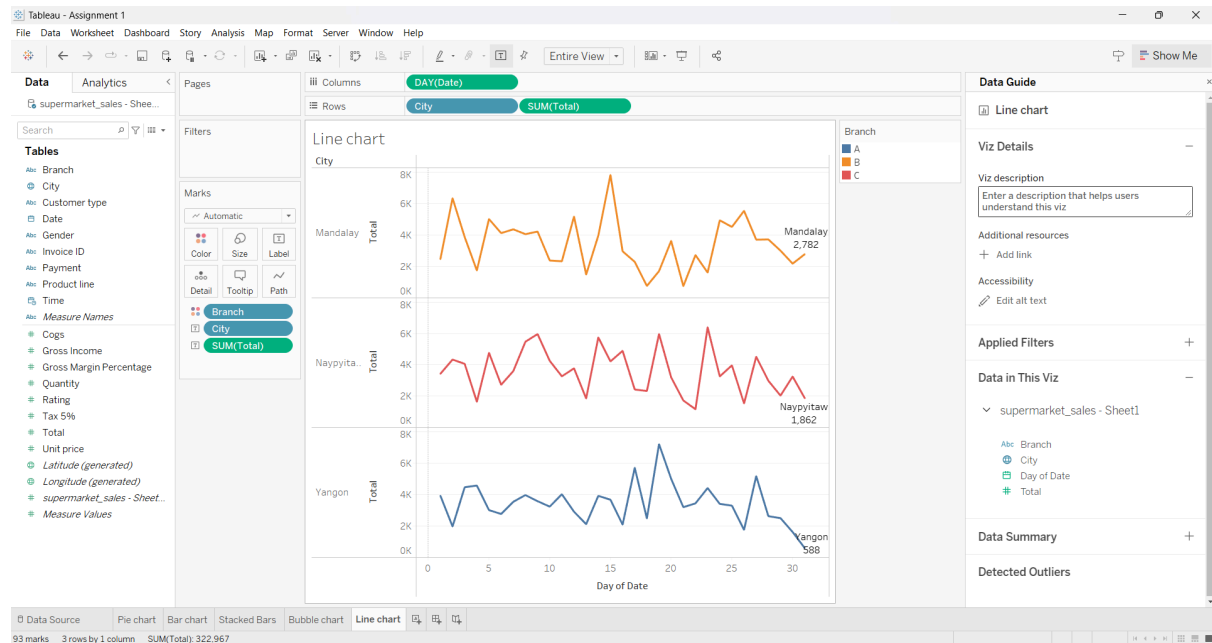 Tableau - Assignment 1
File Data Worksheet Dashboard Story Analysis Map Format Server Window Help
Entire View
Show Me
Data Analytics
supermarket_sales - Shee...
Search
Tables
Abc Branch
City
Abc Customer type
Date
Abc Gender
Abc Invoice ID
Abc Payment
Abc Product line
Time
Abc Measure Names
Cogs
Gross Income
Gross Margin Percentage
Quantity
Rating
Tax 5%
Total
Unit price
Latitude (generated)
Longitude (generated)
supermarket_sales - Sheet...
Measure Values
Pages
Filters
Marks
Automatic
Color Size Label
Detail Tooltip Path
Branch
City
SUM(Total)
Columns DAY(Date)
Rows City SUM(Total)
Line chart
City
Mandalay
Total
8K
6K
4K
2K
0K
Mandalay
2,782
Naypyita..
Total
8K
6K
4K
2K
0K
Naypyitaw
1,862
Yangon
Total
8K
6K
4K
2K
0K
Yangon
588
0 5 10 15 20 25 30
Day of Date
Branch
A
B
C
Data Guide
Line chart
Viz Details
Viz description
Enter a description that helps users
understand this viz
Additional resources
+ Add link
Accessibility
Edit alt text
Applied Filters
Data in This Viz
supermarket_sales - Sheet1
Abc Branch
City
Day of Date
Total
Data Summary
Detected Outliers
Data Source Pie chart Bar chart Stacked Bars Bubble chart Line chart
93 marks 3 rows by 1 column SUM(Total): 322,967